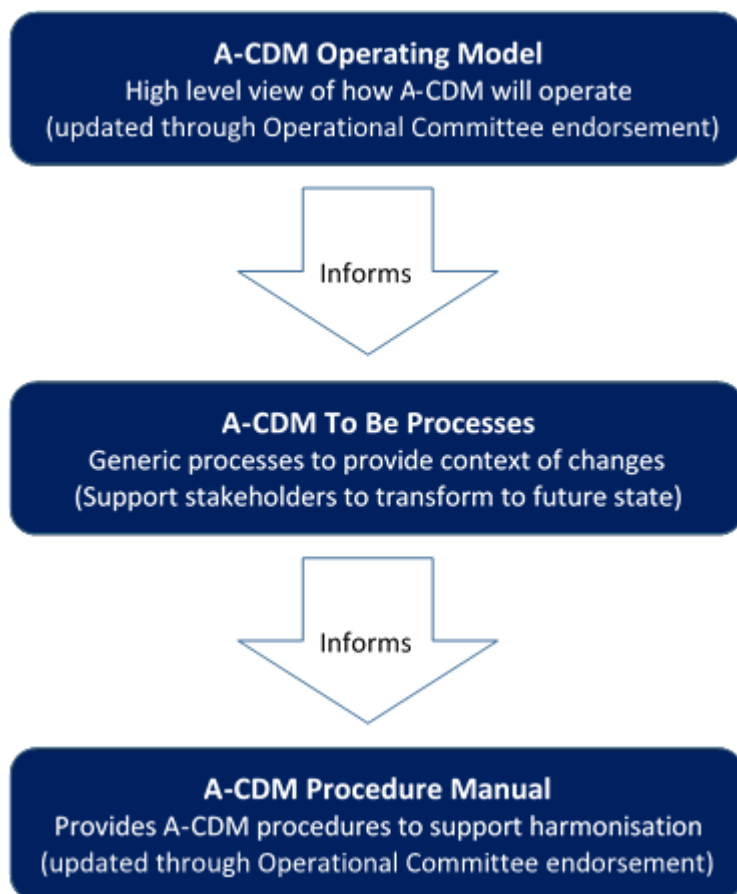 A-CDM Operating Model
High level view of how A-CDM will operate
(updated through Operational Committee endorsement)
Informs
A-CDM To Be Processes
Generic processes to provide context of changes
(Support stakeholders to transform to future state)
Informs
A-CDM Procedure Manual
Provides A-CDM procedures to support harmonisation
(updated through Operational Committee endorsement)